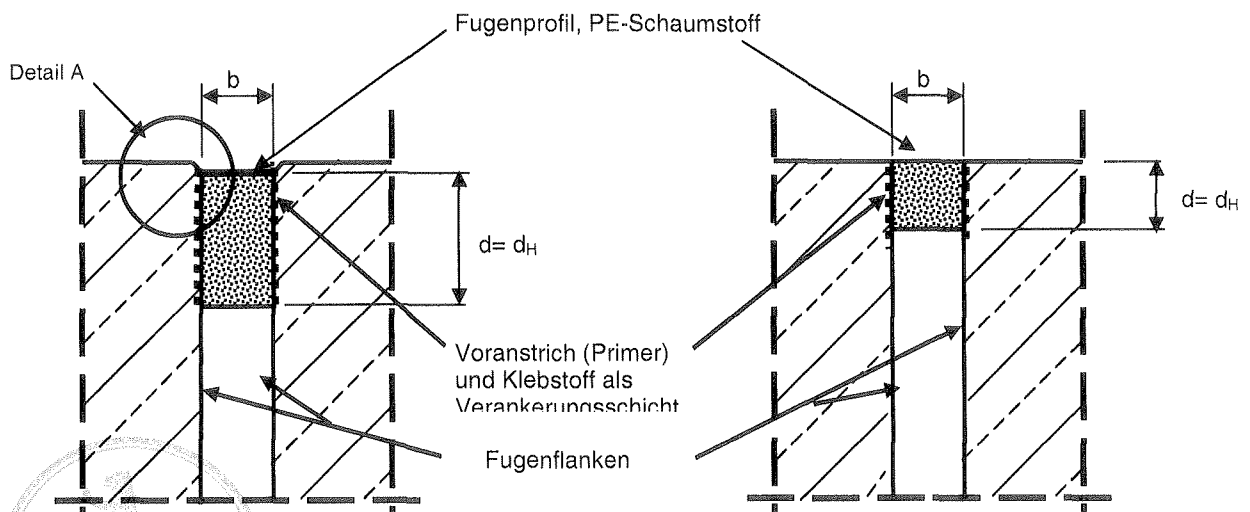 Fugenprofil, PE-Schaumstoff
Detail A
b
b
d= dH
d= dH
Voranstrich (Primer)
und Klebstoff als
Verankerungsschicht
Fugenflanken